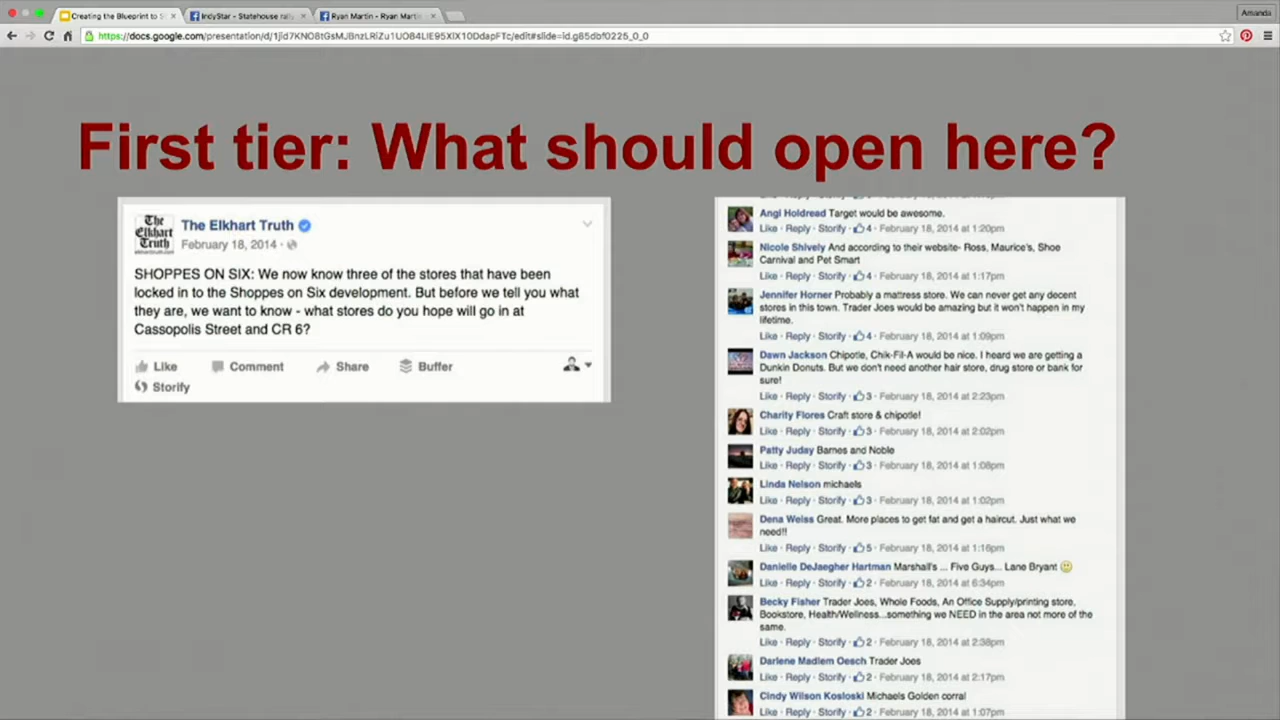 Creating the Blueprint to S
IndyStar - Statehouse rally
Ryan Martin - Ryan Martin
Amanda
First tier: What should open here?
The Elkhart Truth
The Elkhart Truth
February 18, 2014
SHOPPES ON SIX: We now know three of the stores that have been
locked in to the Shoppes on Six development. But before we tell you what
they are, we want to know - what stores do you hope will go in at
Cassopolis Street and CR 6?
Like Comment Share Buffer
Storify
Angi Holdread Target would be awesome.
Like · Reply · Storify · 4 · February 18, 2014 at 1:20pm
Nicole Shively And according to their website- Ross, Maurice's, Shoe
Carnival and Pet Smart
Like · Reply · Storify · 4 · February 18, 2014 at 1:17pm
Jennifer Horner Probably a mattress store. We can never get any decent
stores in this town. Trader Joes would be amazing but it won't happen in my
lifetime.
Like · Reply · Storify · 4 · February 18, 2014 at 1:09pm
Dawn Jackson Chipotle, Chik-Fil-A would be nice. I heard we are getting a
Dunkin Donuts. But we don't need another hair store, drug store or bank for
sure!
Like · Reply · Storify · 3 · February 18, 2014 at 2:23pm
Charity Flores Craft store & chipotle!
Like · Reply · Storify · 3 · February 18, 2014 at 2:02pm
Patty Juday Barnes and Noble
Like · Reply · Storify · 3 · February 18, 2014 at 1:08pm
Linda Nelson michaels
Like · Reply · Storify · 3 · February 18, 2014 at 1:02pm
Dena Weiss Great. More places to get fat and get a haircut. Just what we
need!!
Like · Reply · Storify · 5 · February 18, 2014 at 1:16pm
Danielle DeJaegher Hartman Marshall's ... Five Guys... Lane Bryant
Like · Reply · Storify · 2 · February 18, 2014 at 6:34pm
Becky Fisher Trader Joes, Whole Foods, An Office Supply/printing store,
Bookstore, Health/Wellness...something we NEED in the area not more of the
same.
Like · Reply · Storify · 2 · February 18, 2014 at 2:38pm
Darlene Madlem Oesch Trader Joes
Like · Reply · Storify · 2 · February 18, 2014 at 2:17pm
Cindy Wilson Kosloski Michaels Golden corral
Like · Reply · Storify · 2 · February 18, 2014 at 1:07pm